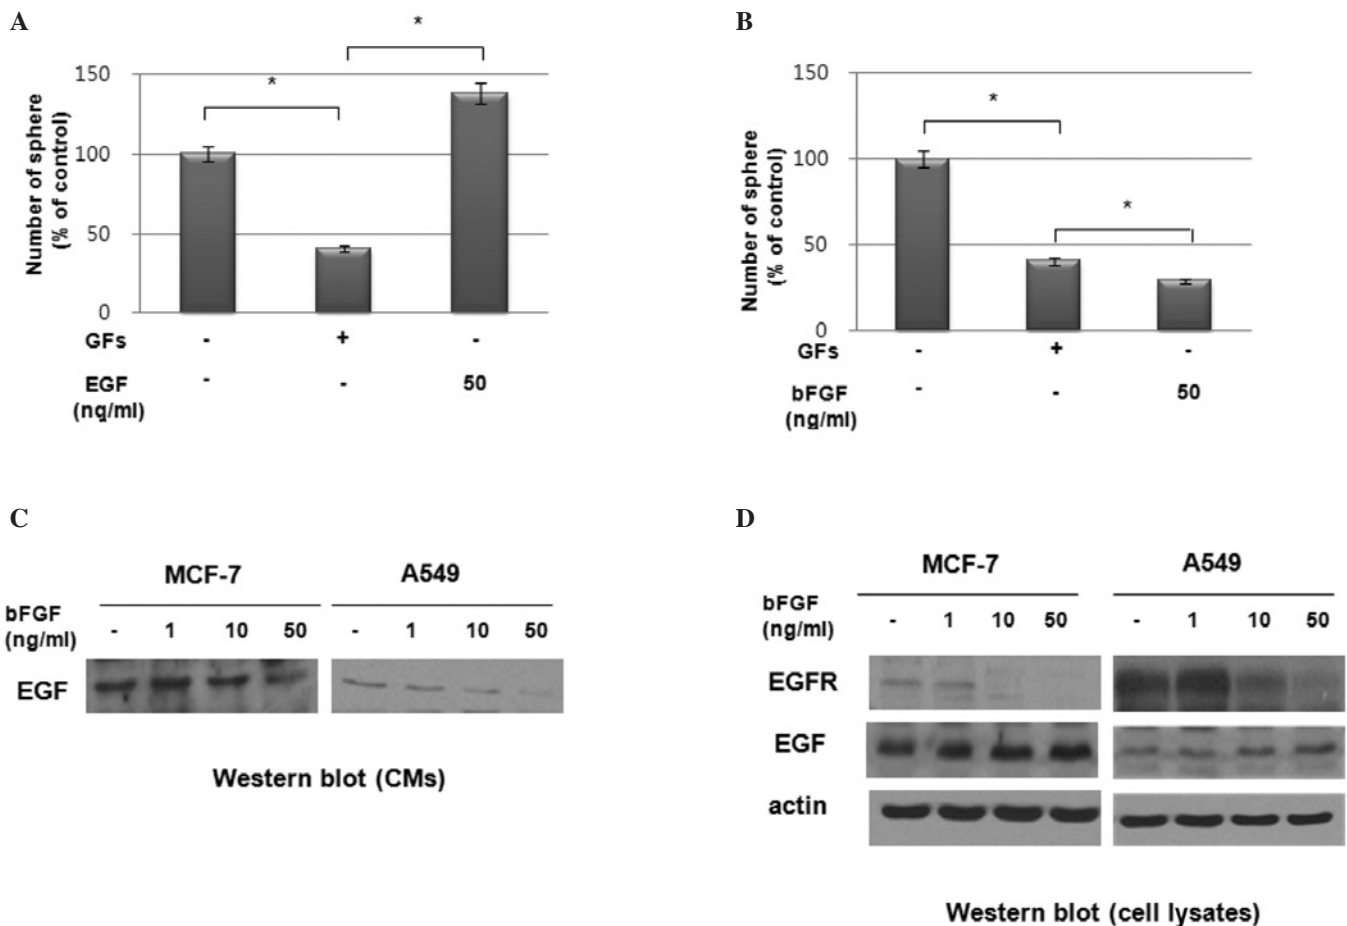 A
*
*
150
100
50
0
Number of sphere
(% of control)
GFs - + -
EGF - - 50
(nq/ml)
B
*
*
150
100
50
0
Number of sphere
(% of control)
GFs - + -
bFGF - - 50
(ng/ml)
C
MCF-7 A549
bFGF
(ng/ml) - 1 10 50 - 1 10 50
EGF
Western blot (CMs)
D
MCF-7 A549
bFGF
(ng/ml) - 1 10 50 - 1 10 50
EGFR
EGF
actin
Western blot (cell lysates)